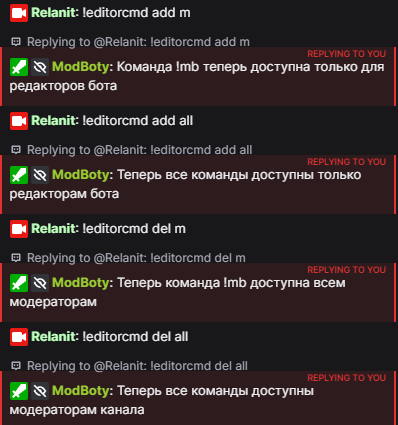 Relanit: !editorcmd add m
Replying to @Relanit: !editorcmd add m
REPLYING TO YOU
ModBoty: Команда !mb теперь доступна только для
редакторов бота
Relanit: !editorcmd add all
Replying to @Relanit: !editorcmd add all
REPLYING TO YOU
ModBoty: Теперь все команды доступны только
редакторам бота
Relanit: !editorcmd del m
Replying to @Relanit: !editorcmd del m
REPLYING TO YOU
ModBoty: Теперь команда !mb доступна всем
модераторам
Relanit: !editorcmd del all
Replying to @Relanit: !editorcmd del all
REPLYING TO YOU
ModBoty: Теперь все команды доступны
модераторам канала